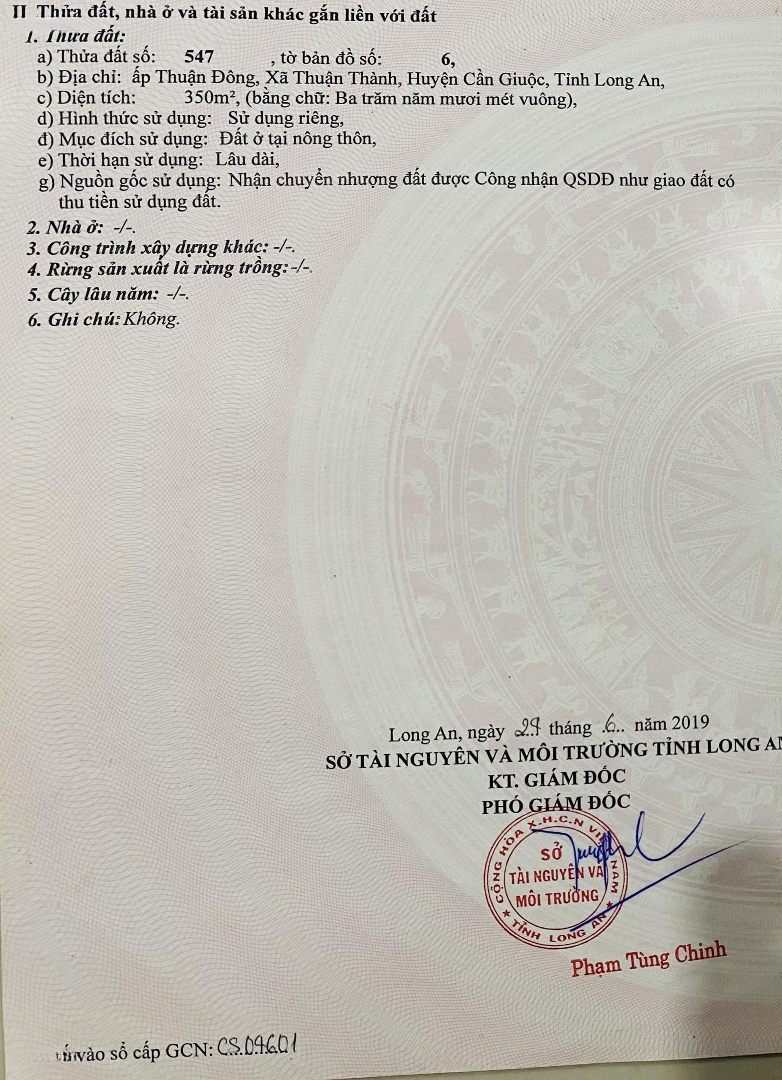 II Thửa đất, nhà ở và tài sản khác gắn liền với đất
1. Thửa đất:
a) Thửa đất số: 547 , tờ bản đồ số: 6,
b) Địa chỉ: ấp Thuận Đông, Xã Thuận Thành, Huyện Cần Giuộc, Tỉnh Long An,
c) Diện tích: 350m², (bằng chữ: Ba trăm năm mươi mét vuông),
d) Hình thức sử dụng: Sử dụng riêng,
đ) Mục đích sử dụng: Đất ở tại nông thôn,
e) Thời hạn sử dụng: Lâu dài,
g) Nguồn gốc sử dụng: Nhận chuyển nhượng đất được Công nhận QSDĐ như giao đất có
thu tiền sử dụng đất.
2. Nhà ở: -/-.
3. Công trình xây dựng khác: -/-.
4. Rừng sản xuất là rừng trồng: -/-.
5. Cây lâu năm: -/-.
6. Ghi chú: Không.
Long An, ngày tháng .6.. năm 2019
SỞ TÀI NGUYÊN VÀ MÔI TRƯỜNG TỈNH LONG AN
KT. GIÁM ĐỐC
PHÓ GIÁM ĐỐC
CỘNG HÒA X.H.C.N VIỆT NAM
SỞ
TÀI NGUYÊN VÀ
MÔI TRƯỜNG
★ TỈNH LONG AN ★
Phạm Tùng Chinh
vào sổ cấp GCN: